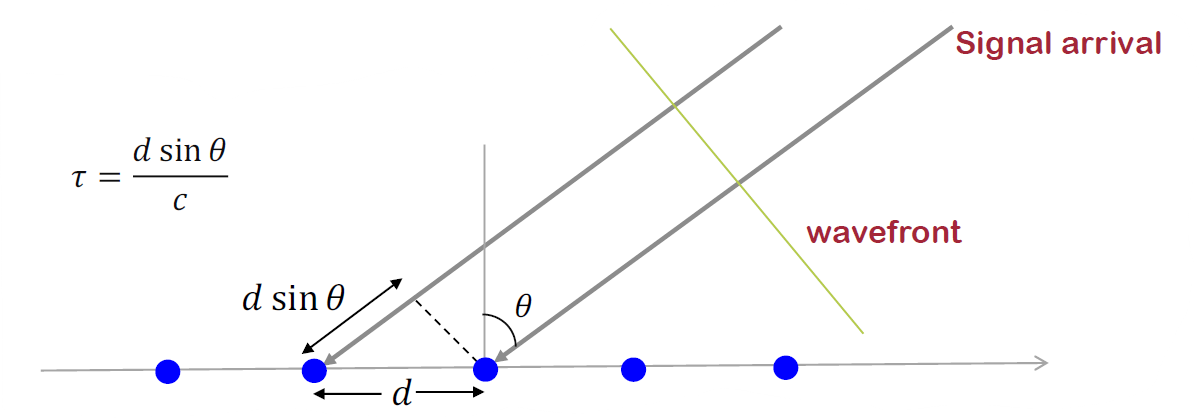 Signal arrival
τ = d sin θ / c
wavefront
d sin θ
θ
d